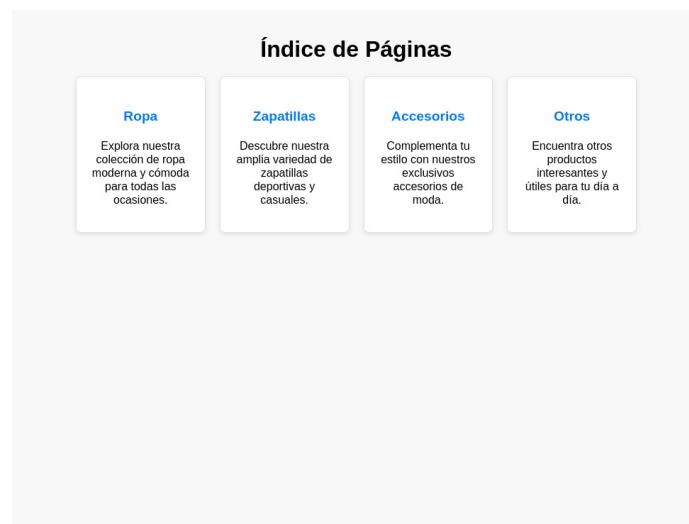 Índice de Páginas
Ropa
Explora nuestra
colección de ropa
moderna y cómoda
para todas las
ocasiones.
Zapatillas
Descubre nuestra
amplia variedad de
zapatillas
deportivas y
casuales.
Accesorios
Complementa tu
estilo con nuestros
exclusivos
accesorios de
moda.
Otros
Encuentra otros
productos
interesantes y
útiles para tu día a
día.